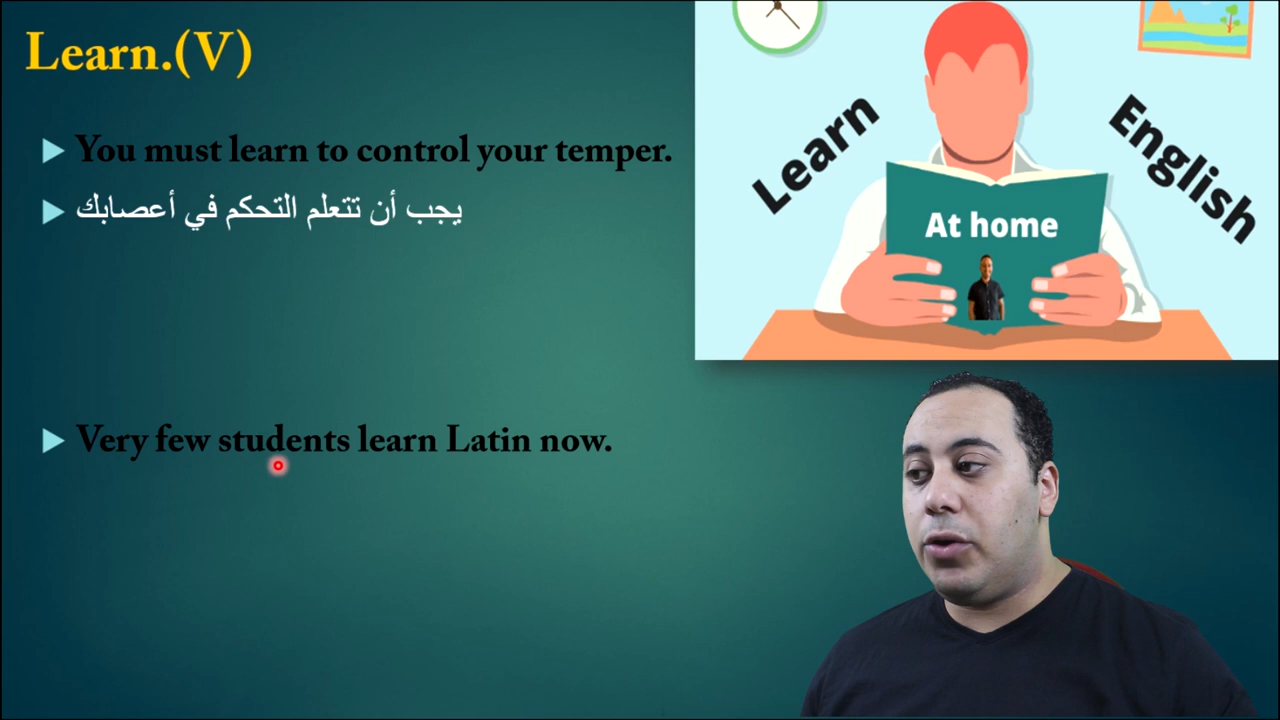 Learn.(V)
You must learn to control your temper.
يجب أن تتعلم التحكم في أعصابك
Very few students learn Latin now.
Learn
English
At home